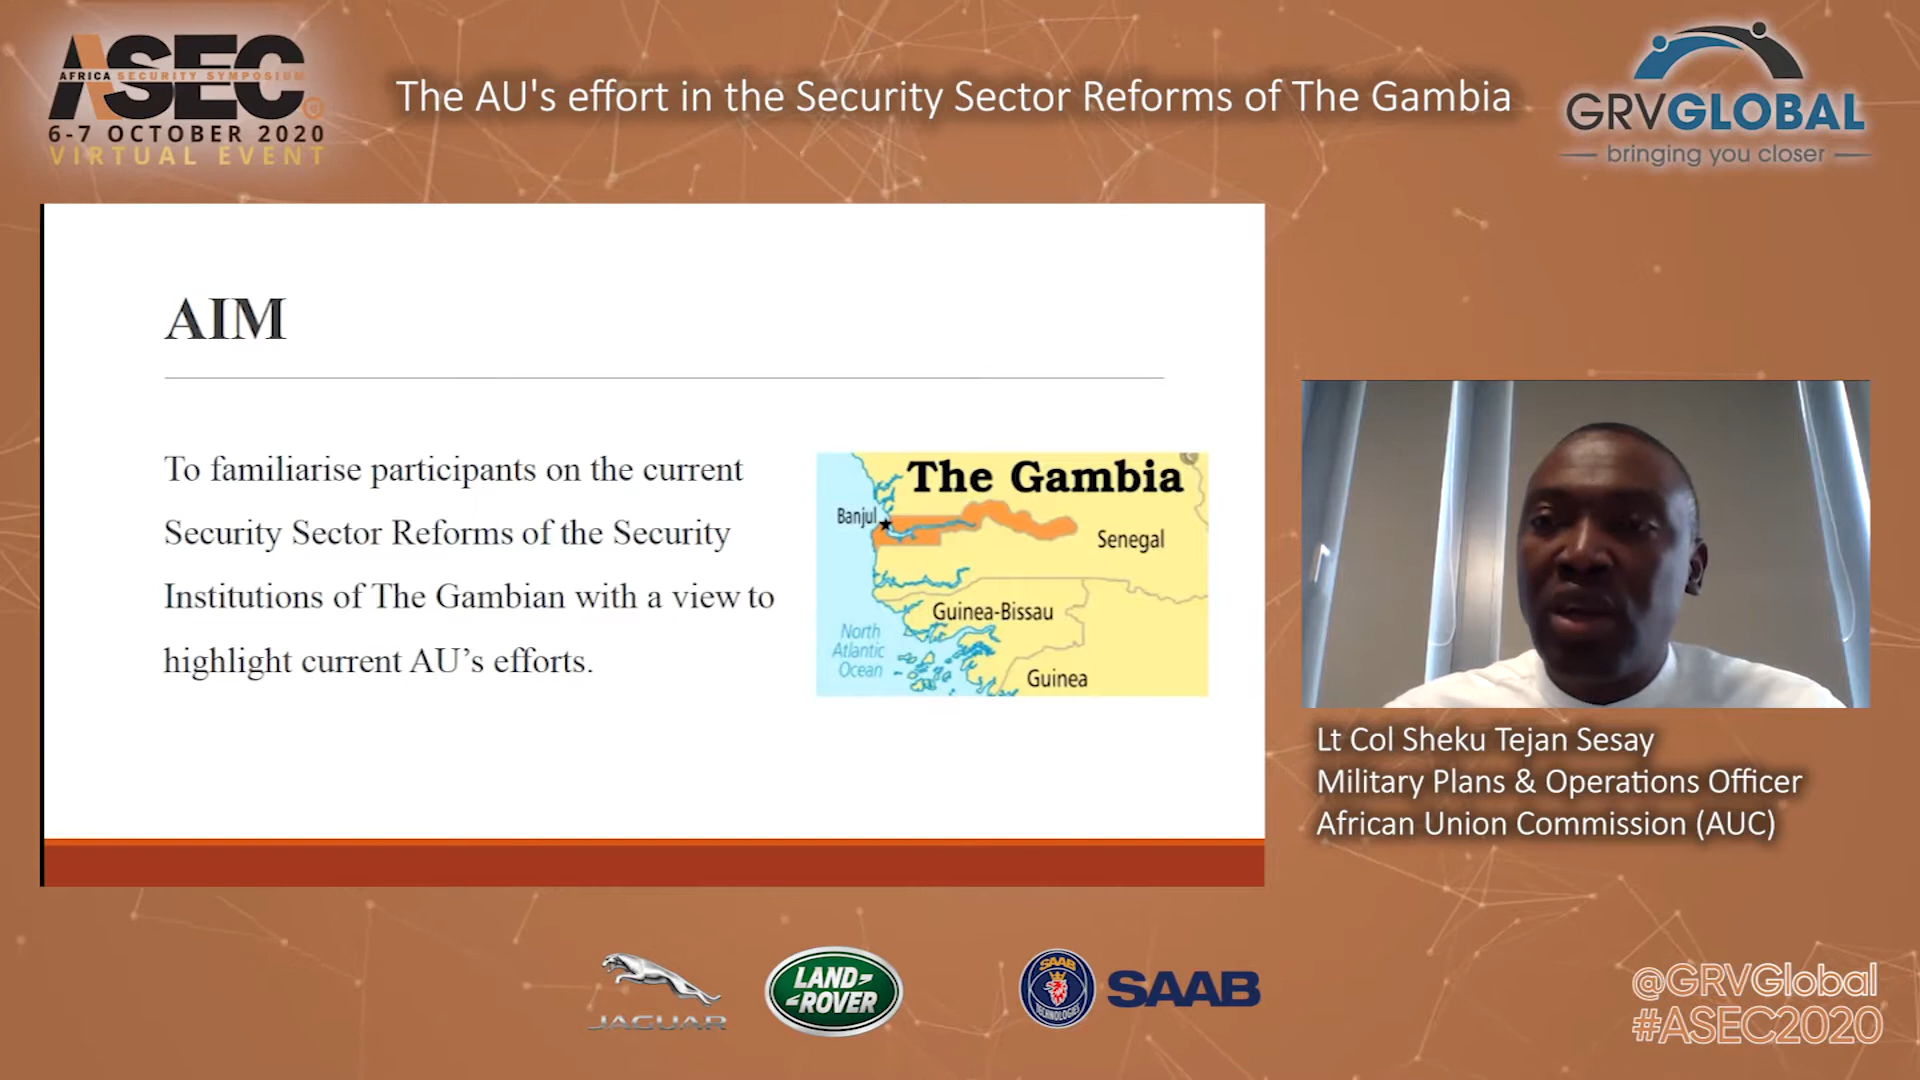 ASEC
AFRICA SECURITY SYMPOSIUM
6-7 OCTOBER 2020
VIRTUAL EVENT
The AU's effort in the Security Sector Reforms of The Gambia
GRVGLOBAL
bringing you closer
AIM
To familiarise participants on the current
Security Sector Reforms of the Security
Institutions of The Gambian with a view to
highlight current AU’s efforts.
The Gambia
Banjul
Senegal
Guinea-Bissau
North
Atlantic
Ocean
Guinea
Lt Col Sheku Tejan Sesay
Military Plans & Operations Officer
African Union Commission (AUC)
JAGUAR
LAND-
-ROVER
SAAB
TECHNOLOGIES
SAAB
@GRVGlobal
#ASEC2020